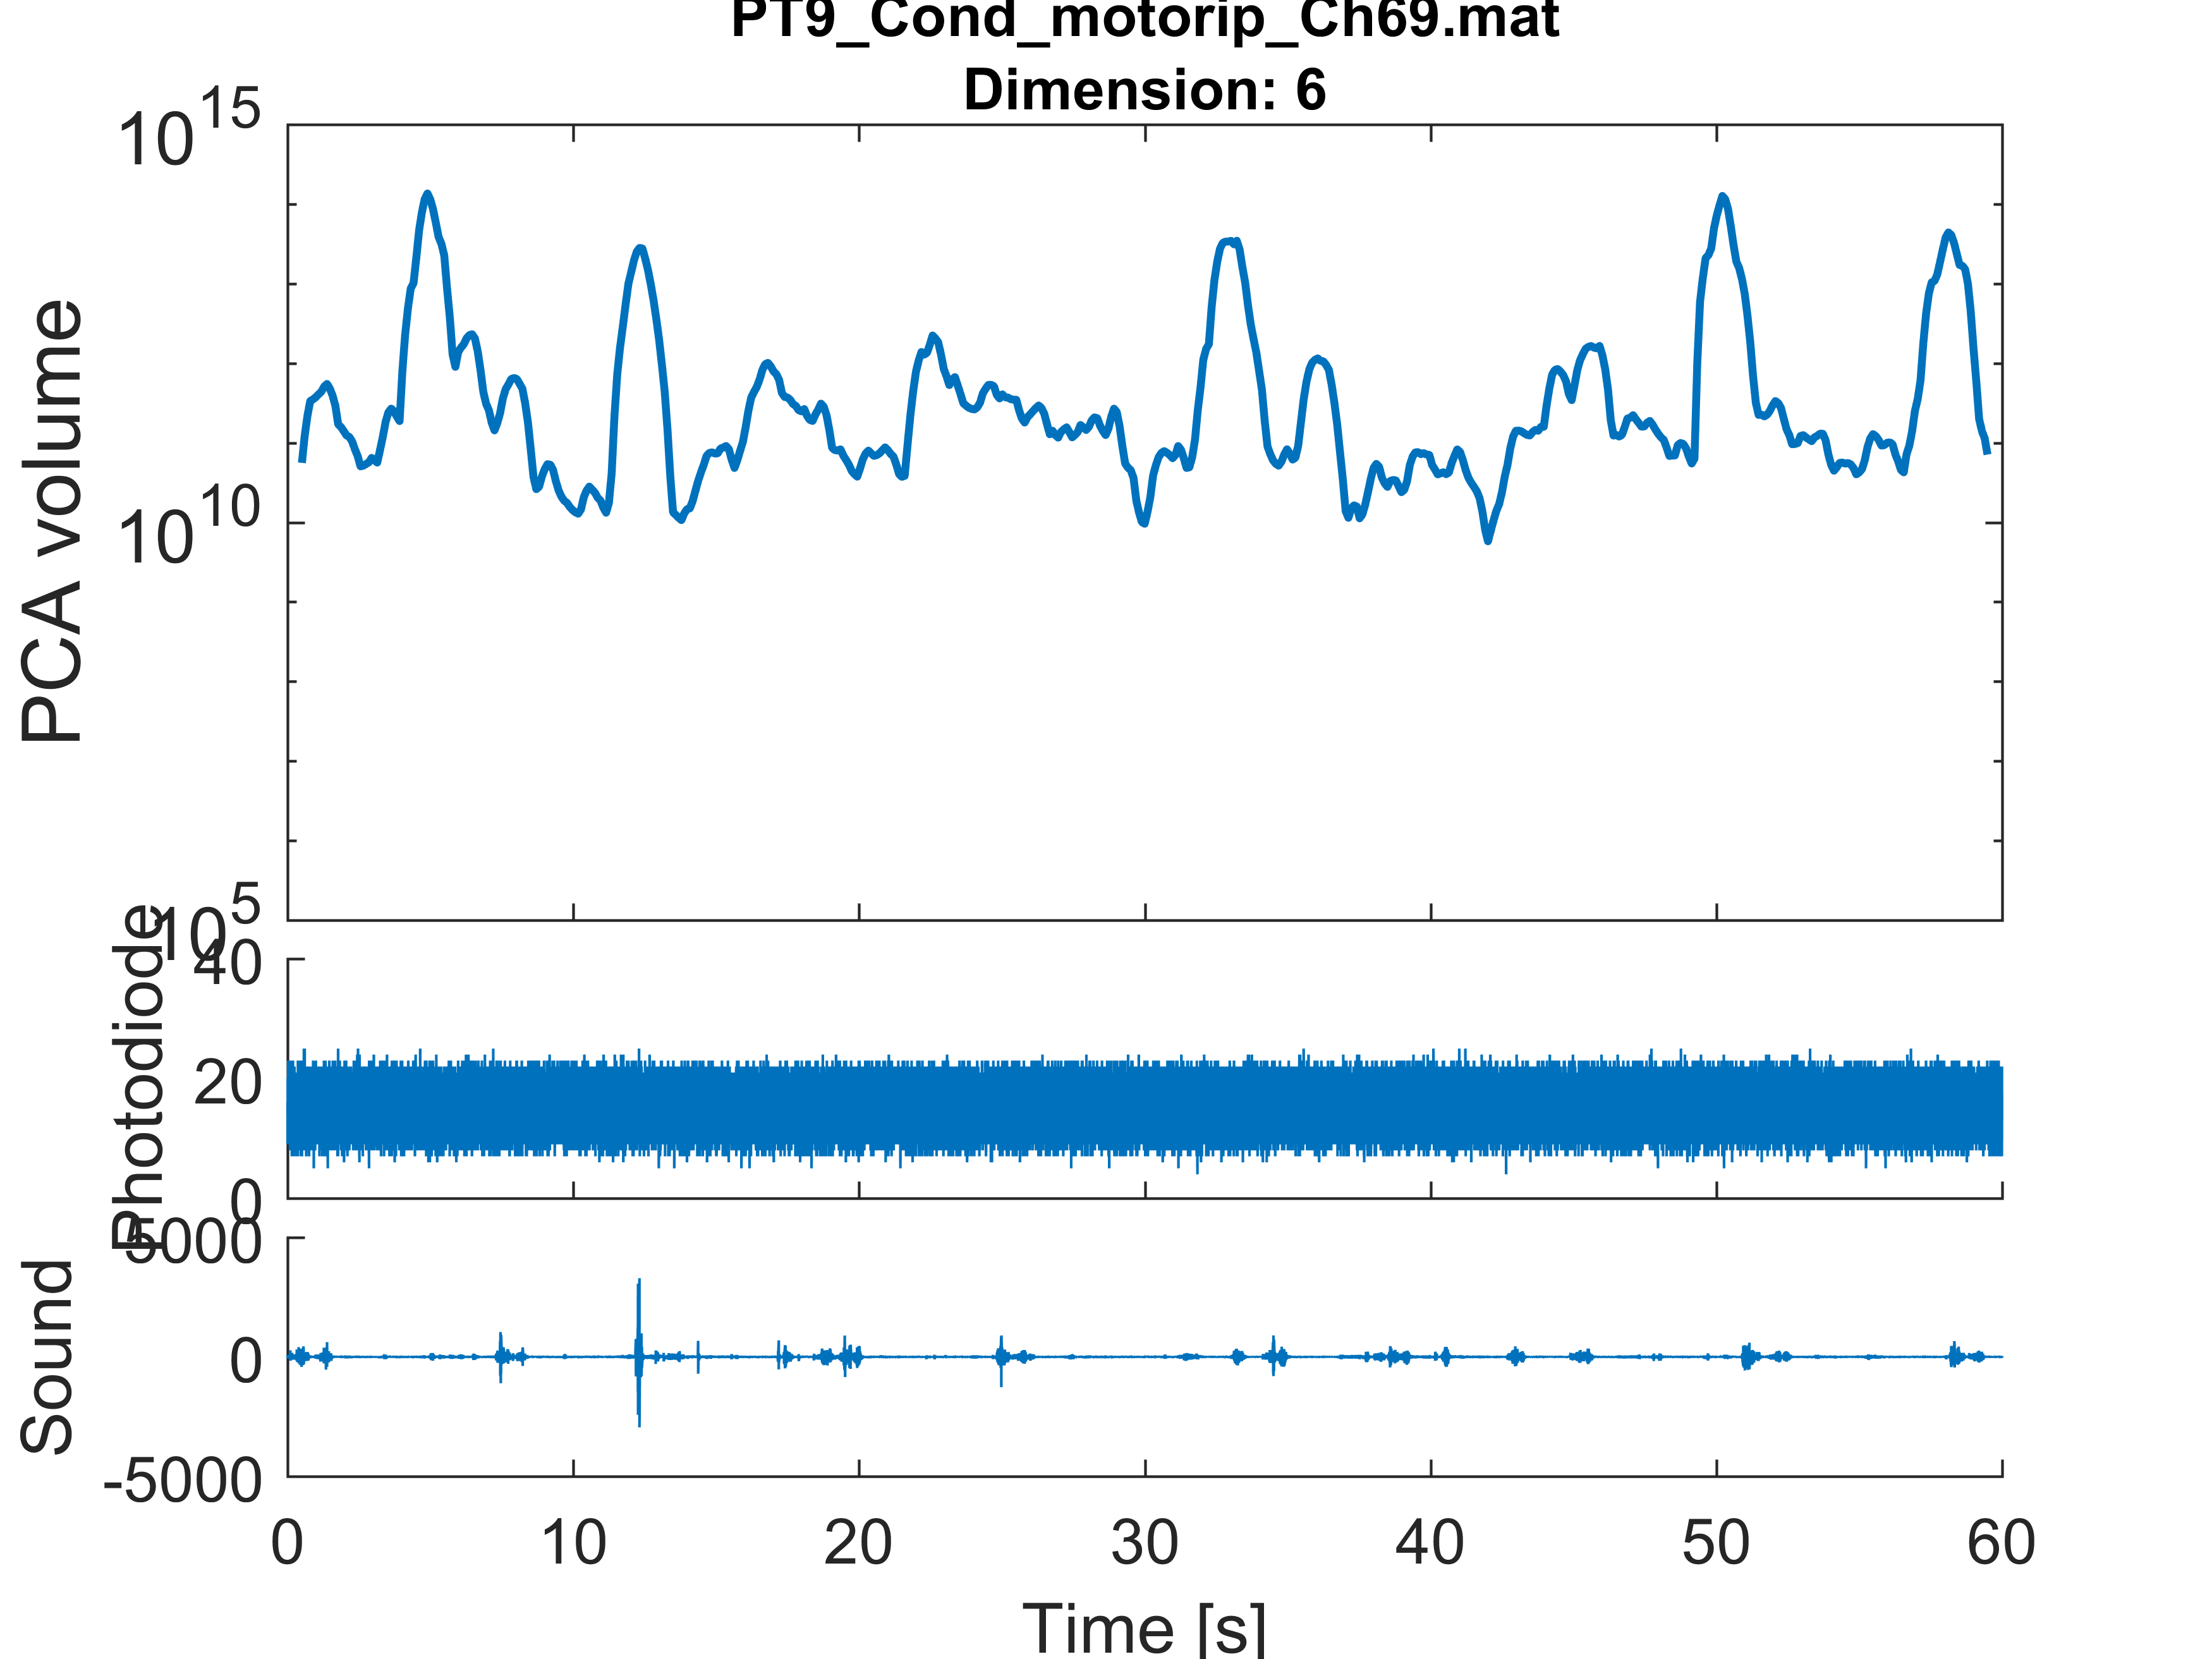 PT9_Cond_motorip_Ch69.mat
Dimension: 6
10^15
10^10
10^5
PCA volume
40
20
0
Photodiode
5000
0
-5000
Sound
0 10 20 30 40 50 60
Time [s]